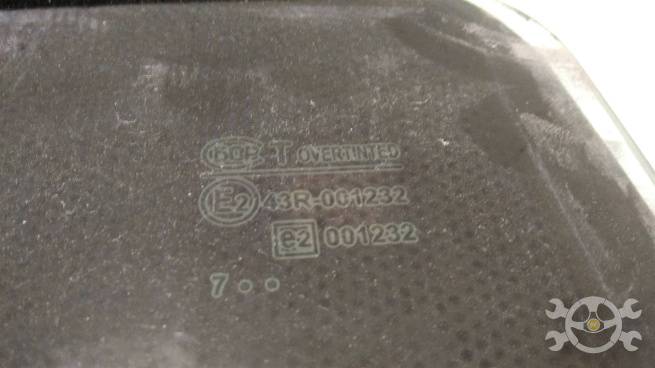 T OVERTINTED
E2 43R-001232
e2 001232
7 • •